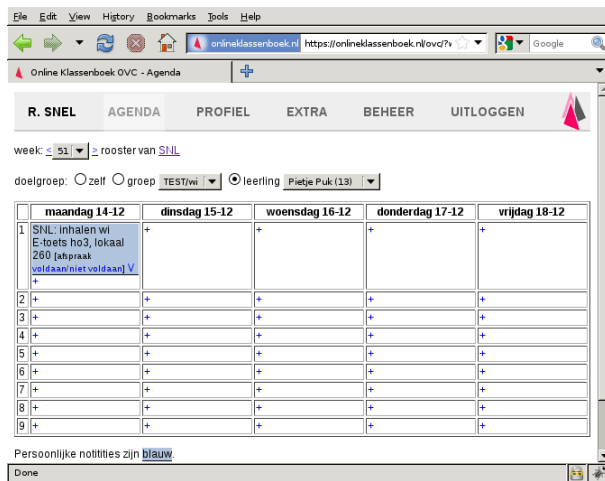 File Edit View History Bookmarks Tools Help
onlineklassenboek.nl https://onlineklassenboek.nl/ovc/?w Google
Online Klassenboek OVC - Agenda
R. SNEL AGENDA PROFIEL EXTRA BEHEER UITLOGGEN
week: < 51 > rooster van SNL
doelgroep: zelf groep TEST/wi leerling Pietje Puk (13)
maandag 14-12 dinsdag 15-12 woensdag 16-12 donderdag 17-12 vrijdag 18-12
1 SNL: inhalen wi + + + +
E-toets ho3, lokaal
260 [afspraak
voldaan/niet voldaan] V
+
2 + + + + +
3 + + + + +
4 + + + + +
5 + + + + +
6 + + + + +
7 + + + + +
8 + + + + +
9 + + + + +
Persoonlijke notitities zijn blauw.
Done